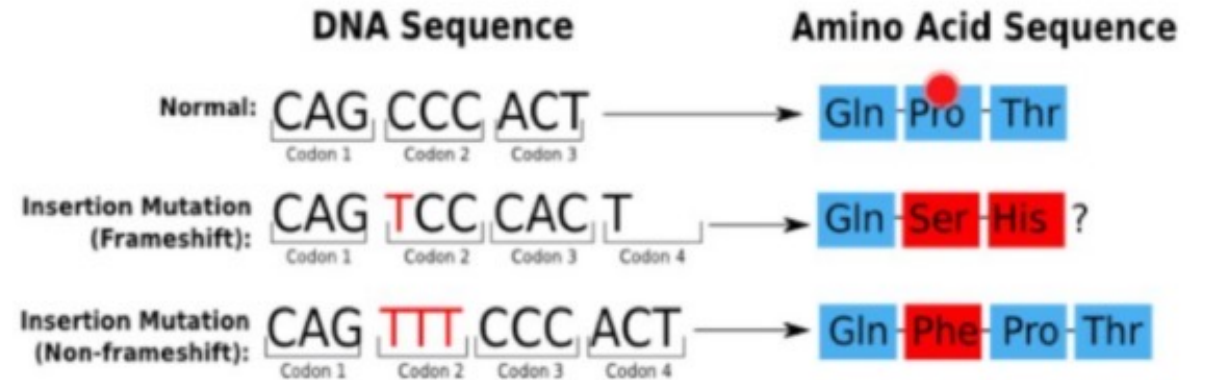 DNA Sequence Amino Acid Sequence
Normal: CAG CCC ACT Gln Pro Thr
Codon 1 Codon 2 Codon 3
Insertion Mutation
(Frameshift): CAG TCC CAC T Gln Ser His ?
Codon 1 Codon 2 Codon 3 Codon 4
Insertion Mutation
(Non-frameshift): CAG TTT CCC ACT Gln Phe Pro Thr
Codon 1 Codon 2 Codon 3 Codon 4